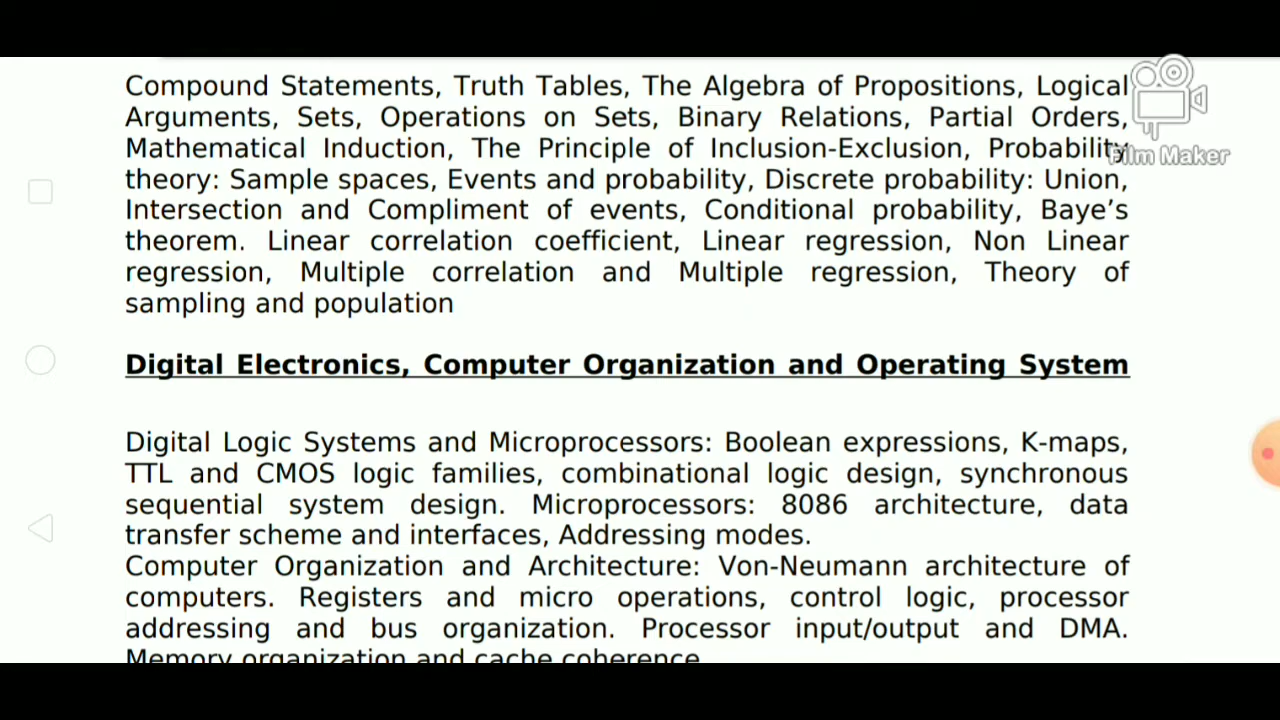 Compound Statements, Truth Tables, The Algebra of Propositions, Logical
Arguments, Sets, Operations on Sets, Binary Relations, Partial Orders,
Mathematical Induction, The Principle of Inclusion-Exclusion, Probability
theory: Sample spaces, Events and probability, Discrete probability: Union,
Intersection and Compliment of events, Conditional probability, Baye’s
theorem. Linear correlation coefficient, Linear regression, Non Linear
regression, Multiple correlation and Multiple regression, Theory of
sampling and population
Digital Electronics, Computer Organization and Operating System
Digital Logic Systems and Microprocessors: Boolean expressions, K-maps,
TTL and CMOS logic families, combinational logic design, synchronous
sequential system design. Microprocessors: 8086 architecture, data
transfer scheme and interfaces, Addressing modes.
Computer Organization and Architecture: Von-Neumann architecture of
computers. Registers and micro operations, control logic, processor
addressing and bus organization. Processor input/output and DMA.
Memory organization and cache coherence
Film Maker